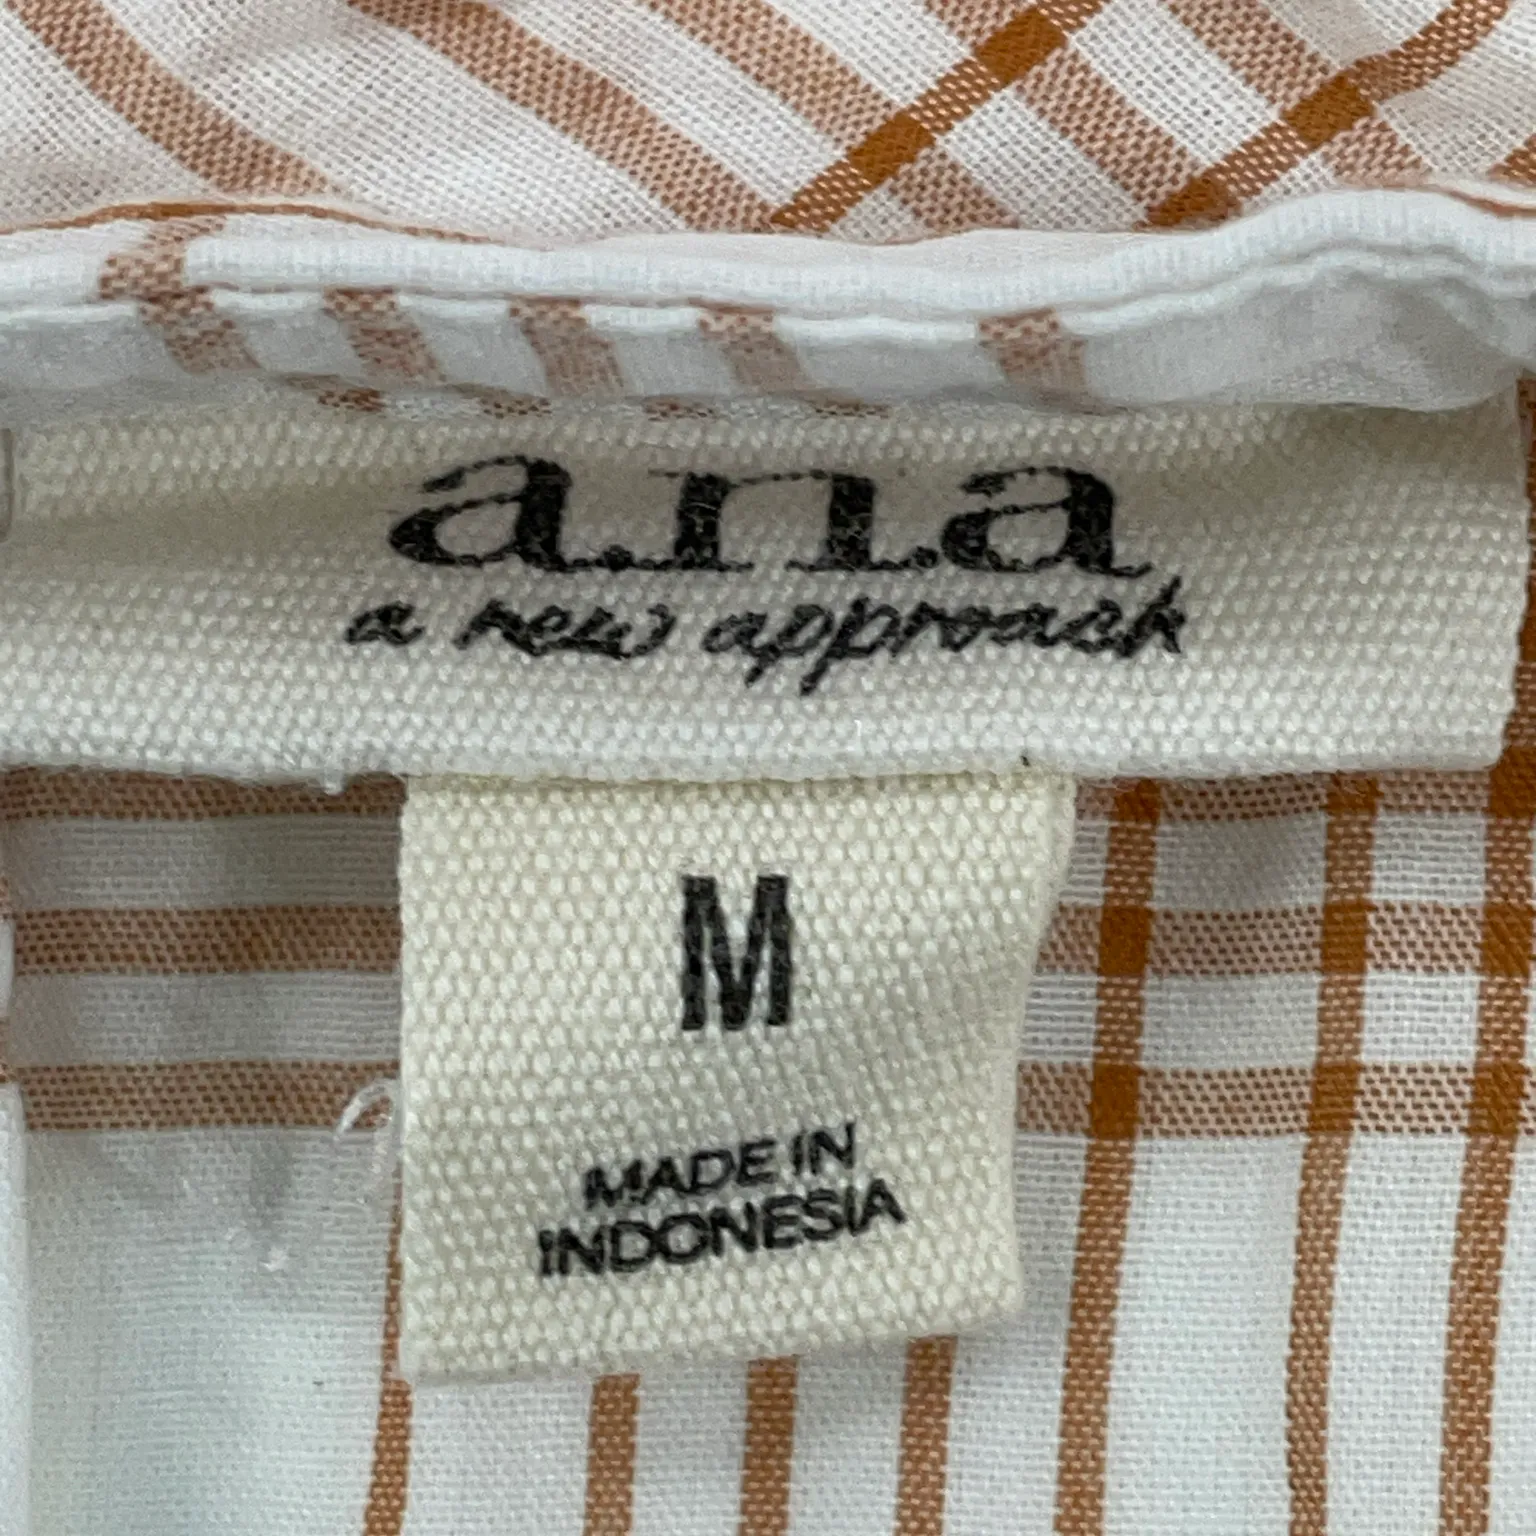 a.n.a
a new approach
M
MADE IN
INDONESIA